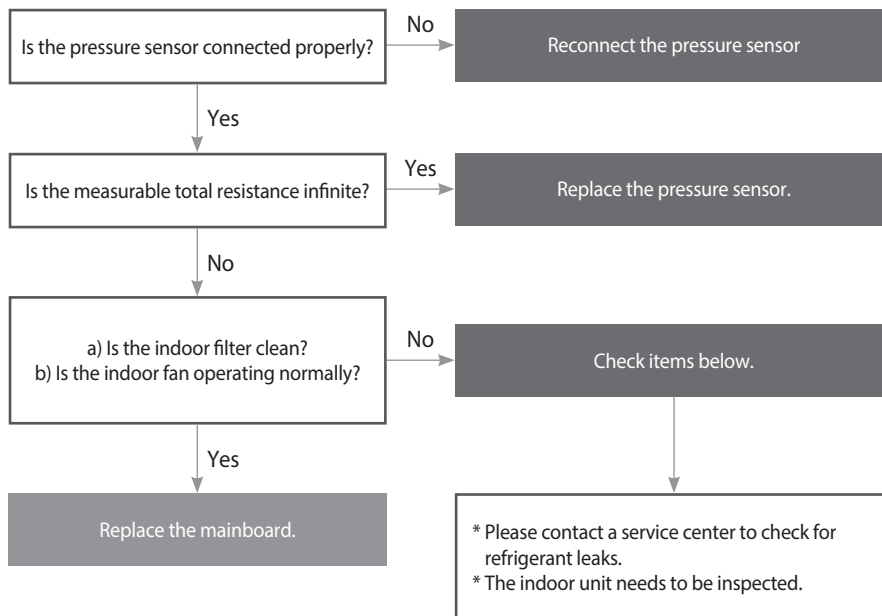 Is the pressure sensor connected properly?
No
Reconnect the pressure sensor
Yes
Is the measurable total resistance infinite?
Yes
Replace the pressure sensor.
No
a) Is the indoor filter clean?
b) Is the indoor fan operating normally?
No
Check items below.
Yes
Replace the mainboard.
* Please contact a service center to check for
refrigerant leaks.
* The indoor unit needs to be inspected.